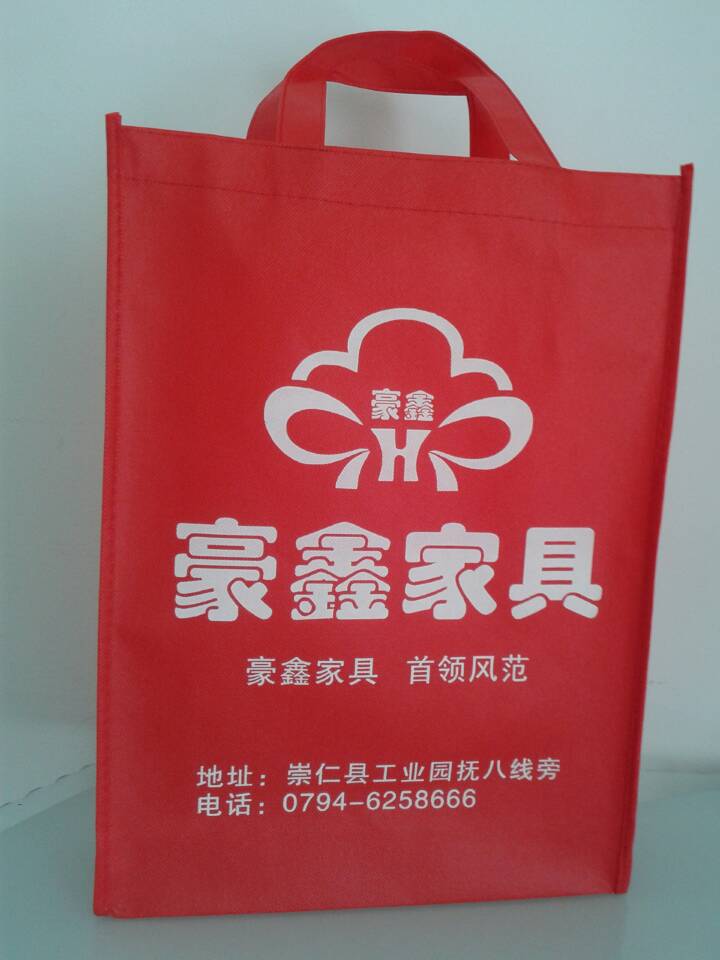 豪鑫
H
豪鑫家具
豪鑫家具 首领风范
地址：崇仁县工业园抚八线旁
电话：0794-6258666